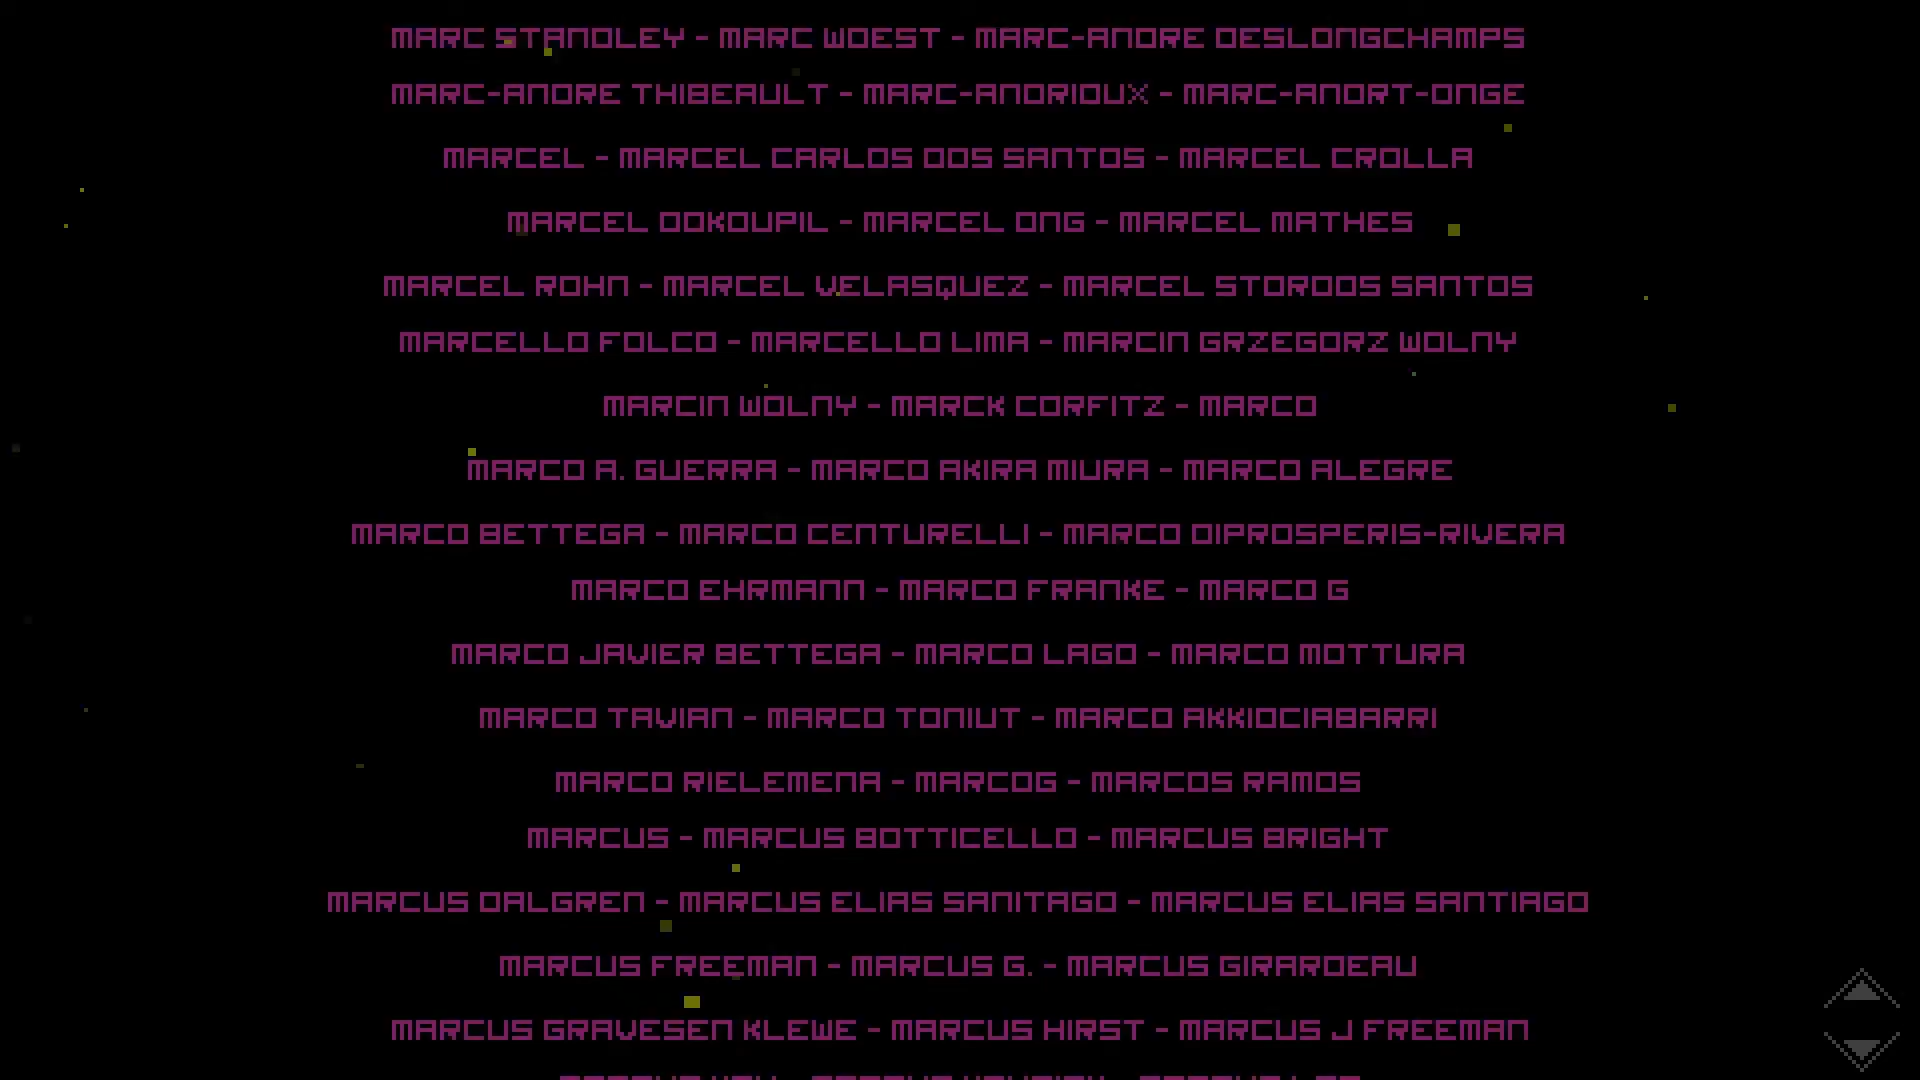 MARC STANDLEY - MARC WOEST - MARC-ANDRE DESLONGCHAMPS
MARC-ANDRE THIBEAULT - MARC-ANDRIOUX - MARC-ANDRT-ONGE
MARCEL - MARCEL CARLOS DOS SANTOS - MARCEL CROLLA
MARCEL DOKOUPIL - MARCEL ONG - MARCEL MATHES
MARCEL ROHN - MARCEL VELASQUEZ - MARCEL STORDOS SANTOS
MARCELLO FOLCO - MARCELLO LIMA - MARCIN GRZEGORZ WOLNY
MARCIN WOLNY - MARCK CORFITZ - MARCO
MARCO A. GUERRA - MARCO AKIRA MIURA - MARCO ALEGRE
MARCO BETTEGA - MARCO CENTURELLI - MARCO DIPROSPERIS-RIVERA
MARCO EHRMANN - MARCO FRANKE - MARCO G
MARCO JAVIER BETTEGA - MARCO LAGO - MARCO MOTTURA
MARCO TAVIAN - MARCO TONIUT - MARCO AKKIOCIABARRI
MARCO RIELEMENA - MARCOG - MARCOS RAMOS
MARCUS - MARCUS BOTTICELLO - MARCUS BRIGHT
MARCUS DALGREN - MARCUS ELIAS SANITAGO - MARCUS ELIAS SANTIAGO
MARCUS FREEMAN - MARCUS G. - MARCUS GIRARDEAU
MARCUS GRAVESEN KLEWE - MARCUS HIRST - MARCUS J FREEMAN